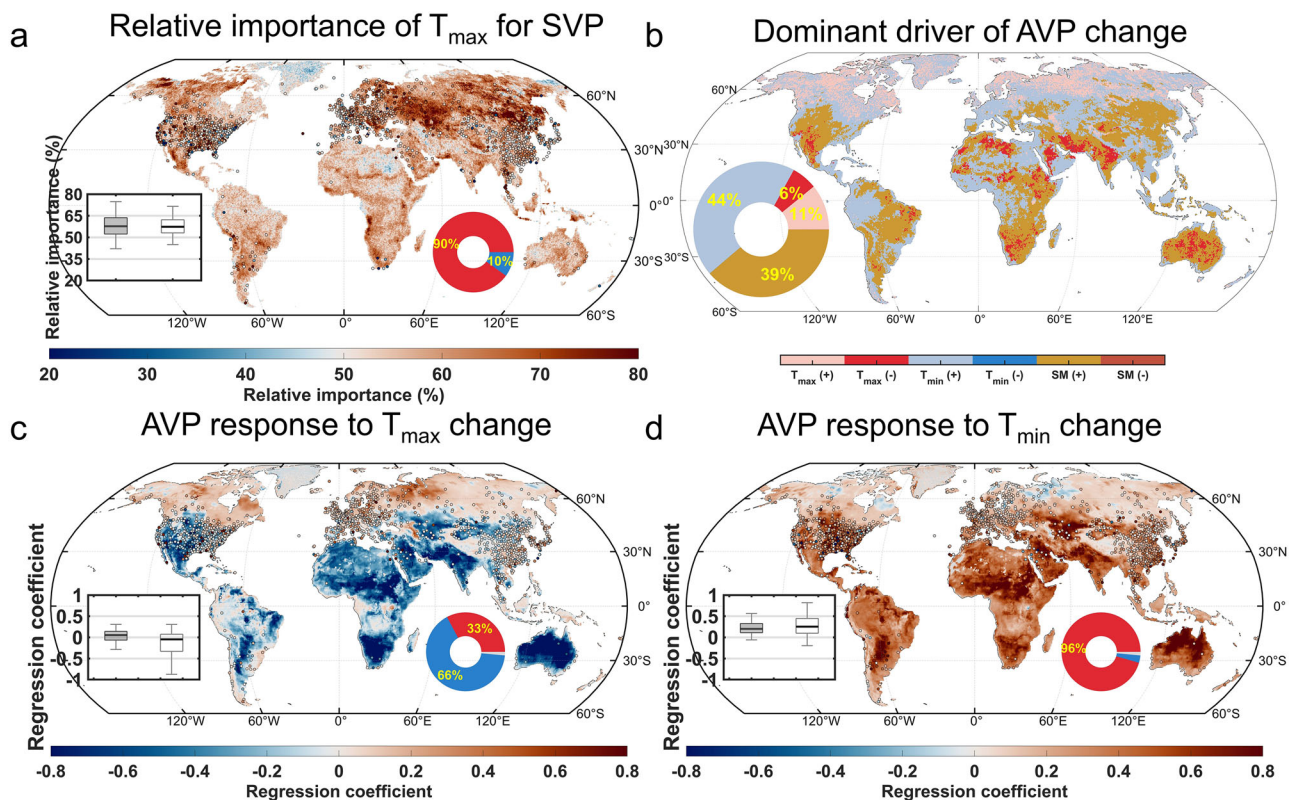 a
Relative importance of Tmax for SVP
60°N
30°N
0°
30°S
60°S
120°W
60°W
0°
60°E
120°E
Relative importance (%)
80
65
50
35
20
90%
10%
20
30
40
50
60
70
80
Relative importance (%)
b
Dominant driver of AVP change
60°N
30°N
0°
30°S
60°S
120°W
60°W
0°
60°E
120°E
44%
6%
11%
39%
Tmax (+)
Tmax (-)
Tmin (+)
Tmin (-)
SM (+)
SM (-)
c
AVP response to Tmax change
60°N
30°N
0°
30°S
60°S
120°W
60°W
0°
60°E
120°E
Regression coefficient
1
0.5
0
-0.5
-1
33%
66%
-0.8
-0.6
-0.4
-0.2
0
0.2
0.4
0.6
0.8
Regression coefficient
d
AVP response to Tmin change
60°N
30°N
0°
30°S
60°S
120°W
60°W
0°
60°E
120°E
Regression coefficient
1
0.5
0
-0.5
-1
96%
-0.8
-0.6
-0.4
-0.2
0
0.2
0.4
0.6
0.8
Regression coefficient